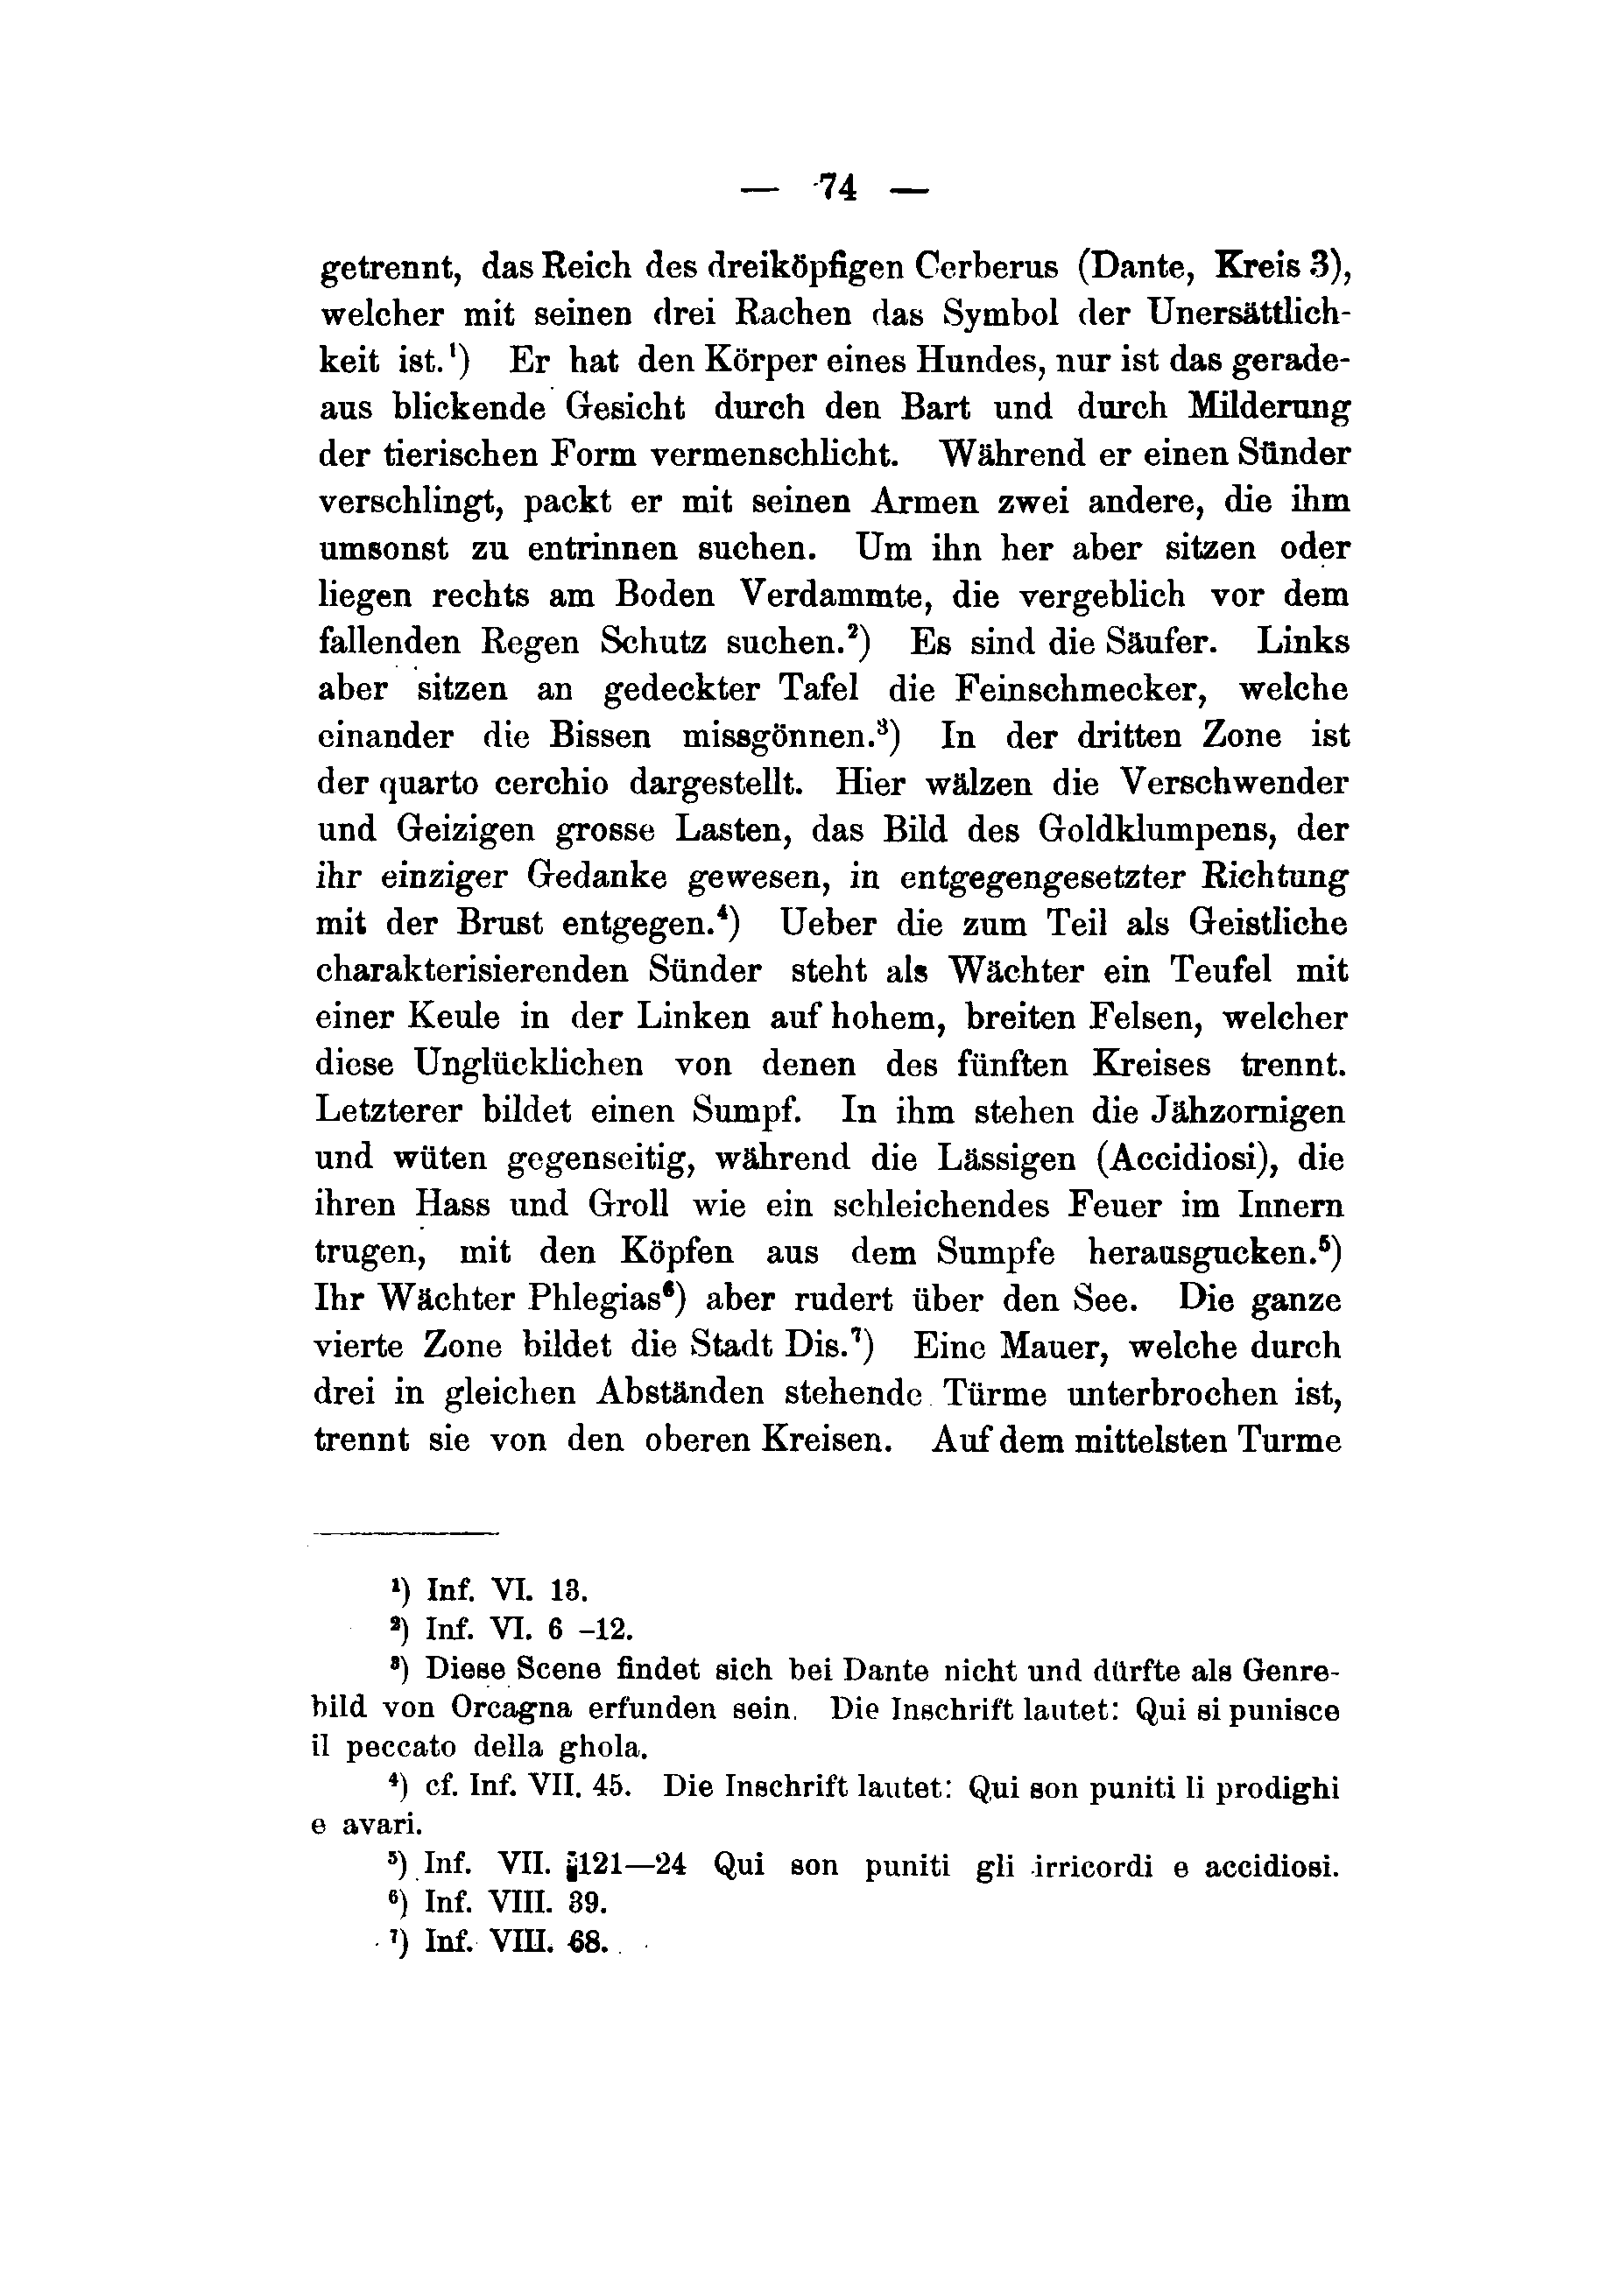 — 74 —
getrennt, das Reich des dreiköpfigen Cerberus (Dante, Kreis 3),
welcher mit seinen drei Rachen das Symbol der Unersättlich-
keit ist.¹) Er hat den Körper eines Hundes, nur ist das gerade-
aus blickende Gesicht durch den Bart und durch Milderung
der tierischen Form vermenschlicht. Während er einen Sünder
verschlingt, packt er mit seinen Armen zwei andere, die ihm
umsonst zu entrinnen suchen. Um ihn her aber sitzen oder
liegen rechts am Boden Verdammte, die vergeblich vor dem
fallenden Regen Schutz suchen.²) Es sind die Säufer. Links
aber sitzen an gedeckter Tafel die Feinschmecker, welche
einander die Bissen missgönnen.³) In der dritten Zone ist
der quarto cerchio dargestellt. Hier wälzen die Verschwender
und Geizigen grosse Lasten, das Bild des Goldklumpens, der
ihr einziger Gedanke gewesen, in entgegengesetzter Richtung
mit der Brust entgegen.⁴) Ueber die zum Teil als Geistliche
charakterisierenden Sünder steht als Wächter ein Teufel mit
einer Keule in der Linken auf hohem, breiten Felsen, welcher
diese Unglücklichen von denen des fünften Kreises trennt.
Letzterer bildet einen Sumpf. In ihm stehen die Jähzornigen
und wüten gegenseitig, während die Lässigen (Accidiosi), die
ihren Hass und Groll wie ein schleichendes Feuer im Innern
trugen, mit den Köpfen aus dem Sumpfe herausgucken.⁵)
Ihr Wächter Phlegias⁶) aber rudert über den See. Die ganze
vierte Zone bildet die Stadt Dis.⁷) Eine Mauer, welche durch
drei in gleichen Abständen stehende Türme unterbrochen ist,
trennt sie von den oberen Kreisen. Auf dem mittelsten Turme
¹) Inf. VI. 13.
²) Inf. VI. 6 –12.
³) Diese Scene findet sich bei Dante nicht und dürfte als Genre-
bild von Orcagna erfunden sein. Die Inschrift lautet: Qui si punisce
il peccato della ghola.
⁴) cf. Inf. VII. 45. Die Inschrift lautet: Qui son puniti li prodighi
e avari.
⁵) Inf. VII. 121—24 Qui son puniti gli irricordi e accidiosi.
⁶) Inf. VIII. 39.
⁷) Inf. VIII. 68.